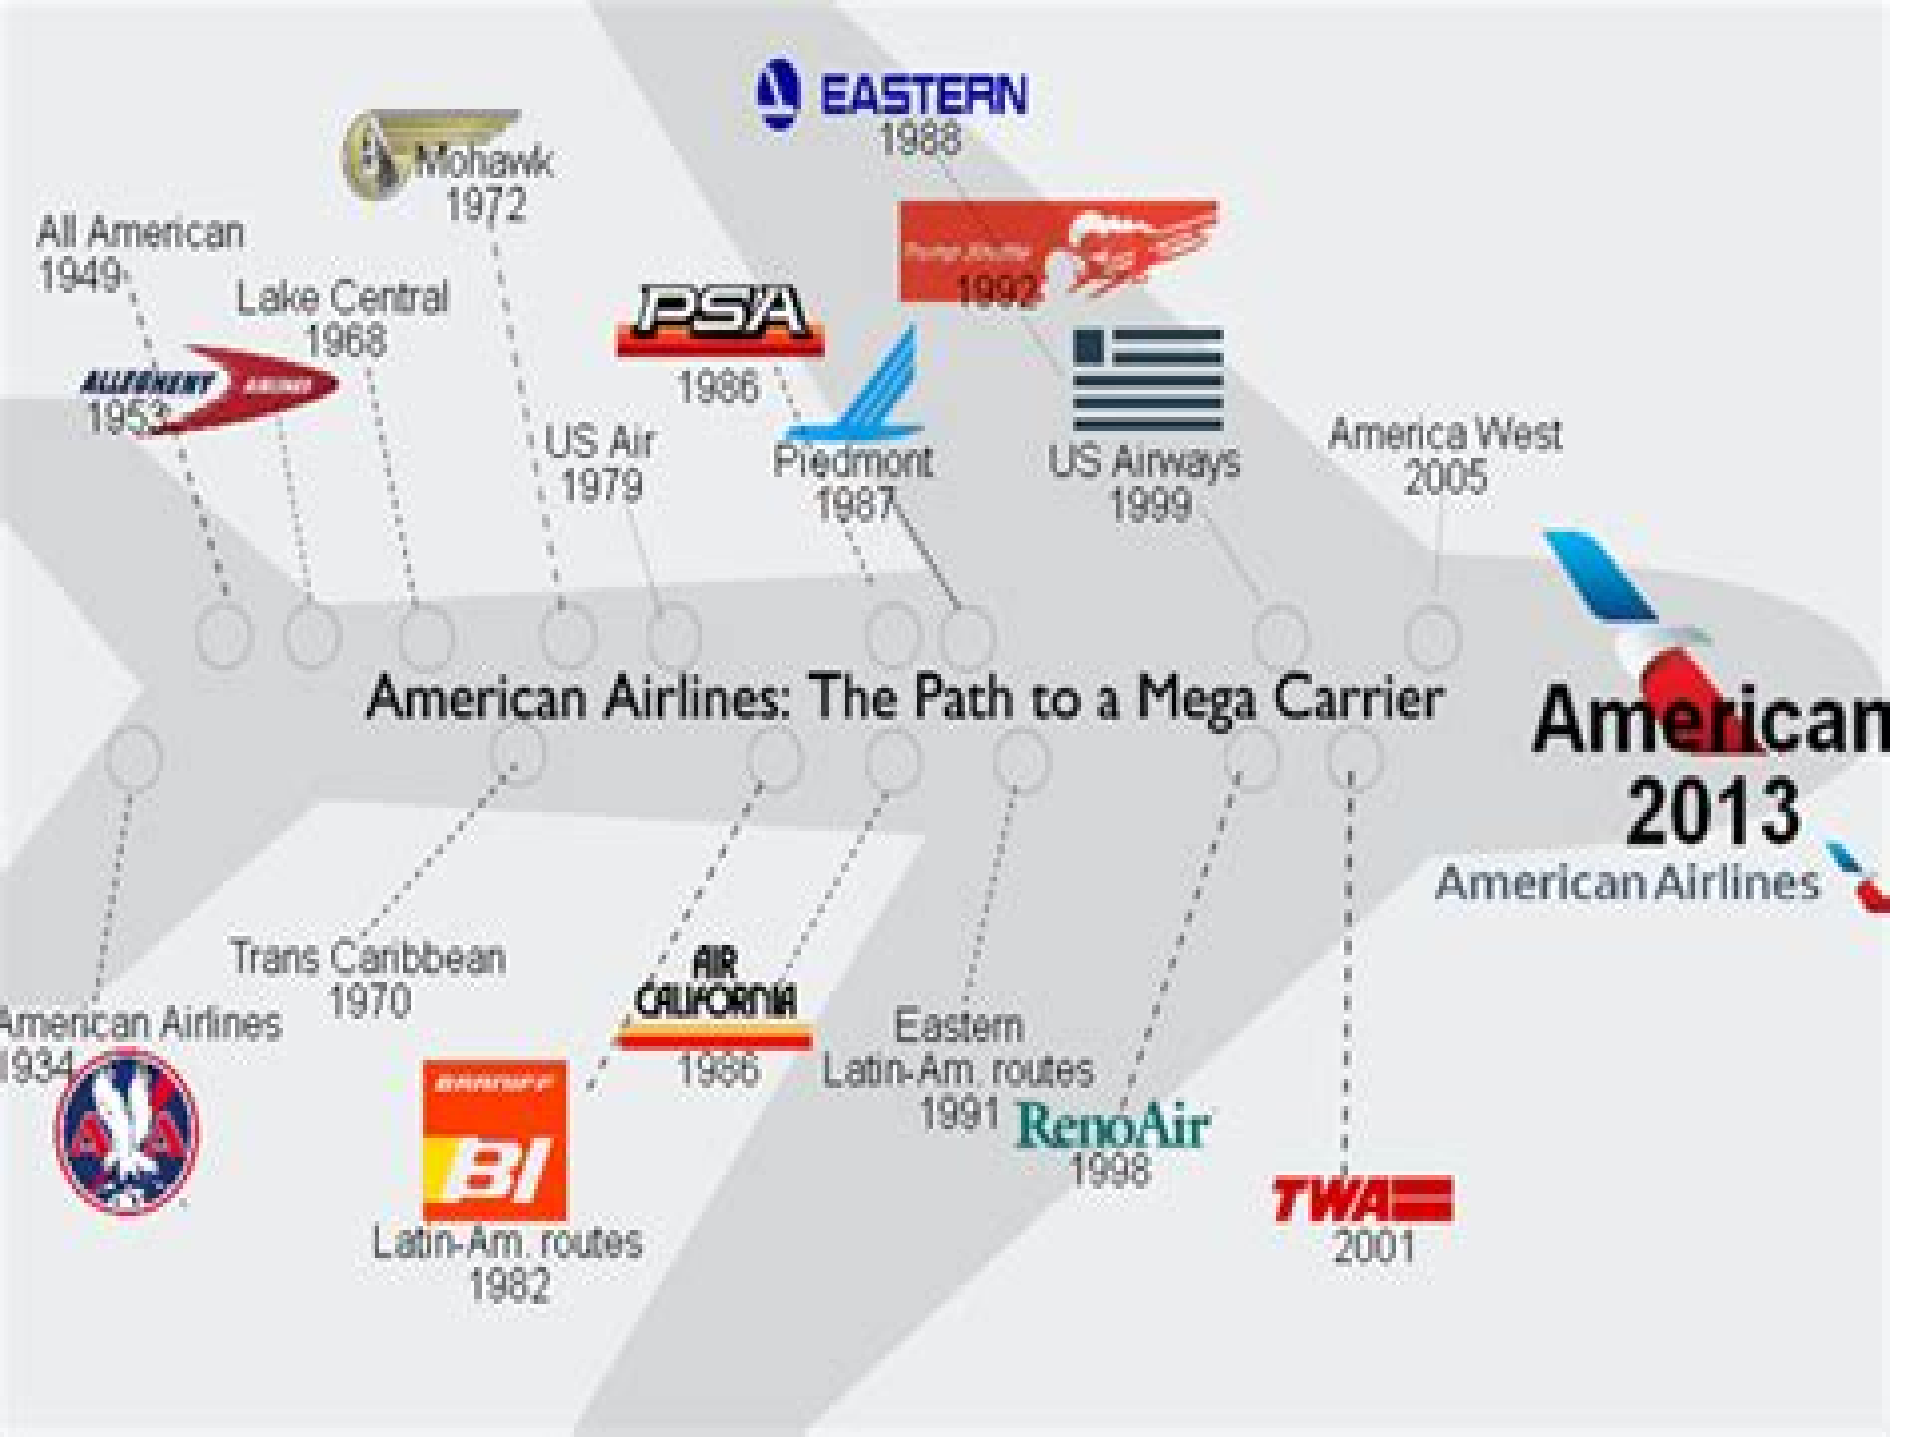 EASTERN
1988
Mohawk
1972
All American
1949
Lake Central
1968
Trump Shuttle
1992
PSA
1986
ALLEGHENY AIRLINES
1953
US Air
1979
Piedmont
1987
US Airways
1999
America West
2005
American Airlines: The Path to a Mega Carrier
American
2013
American Airlines
Trans Caribbean
1970
American Airlines
1934
AA
AIR
CALIFORNIA
1986
BRANIFF
BI
Latin-Am. routes
1982
Eastern
Latin-Am. routes
1991
RenoAir
1998
TWA
2001